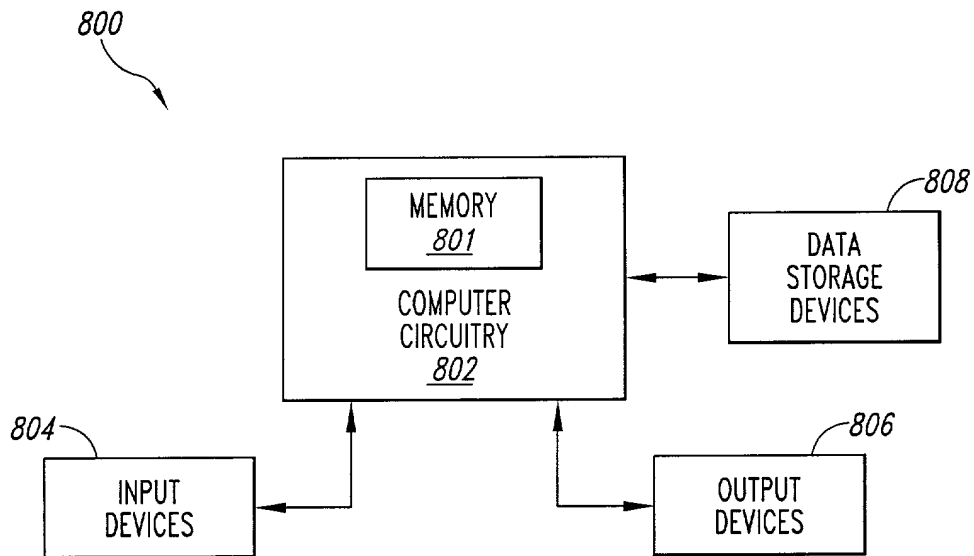 800
MEMORY
801
COMPUTER
CIRCUITRY
802
808
DATA
STORAGE
DEVICES
804
INPUT
DEVICES
806
OUTPUT
DEVICES